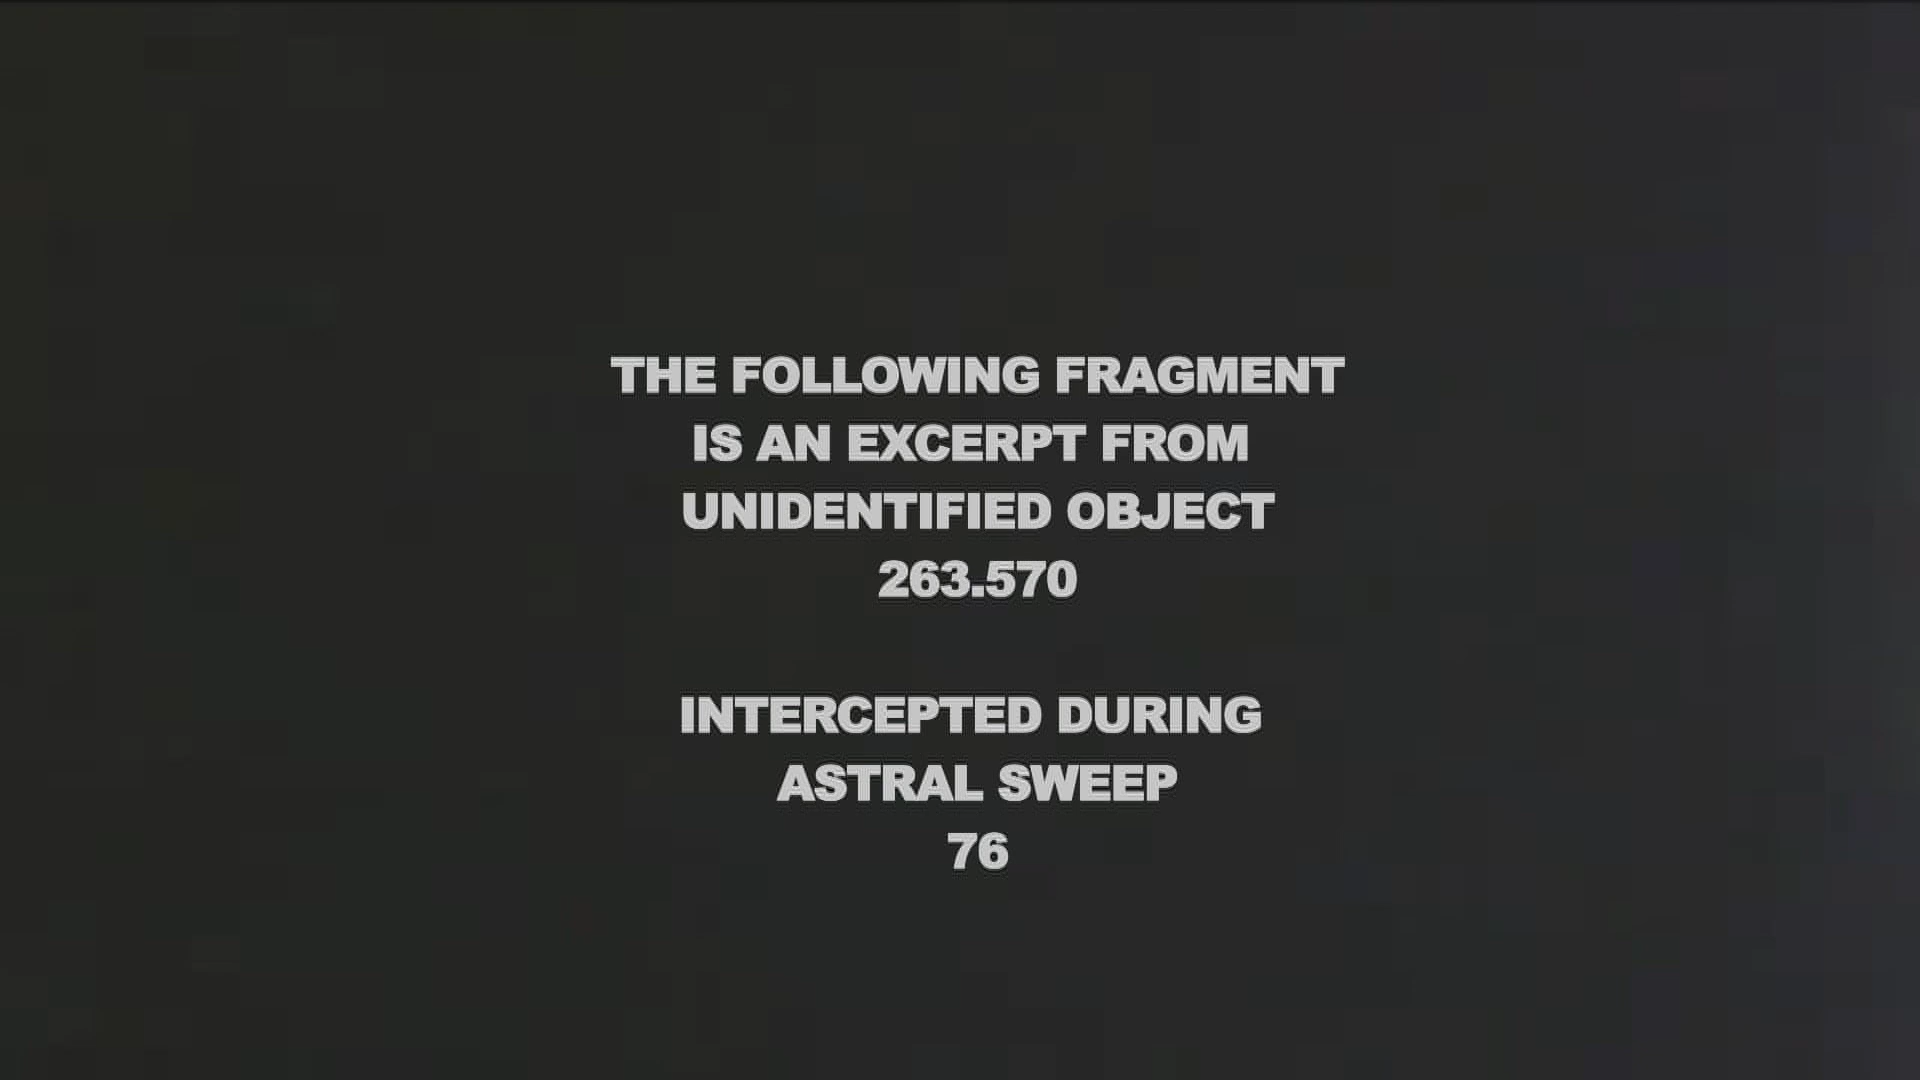 THE FOLLOWING FRAGMENT
IS AN EXCERPT FROM
UNIDENTIFIED OBJECT
263.570
INTERCEPTED DURING
ASTRAL SWEEP
76